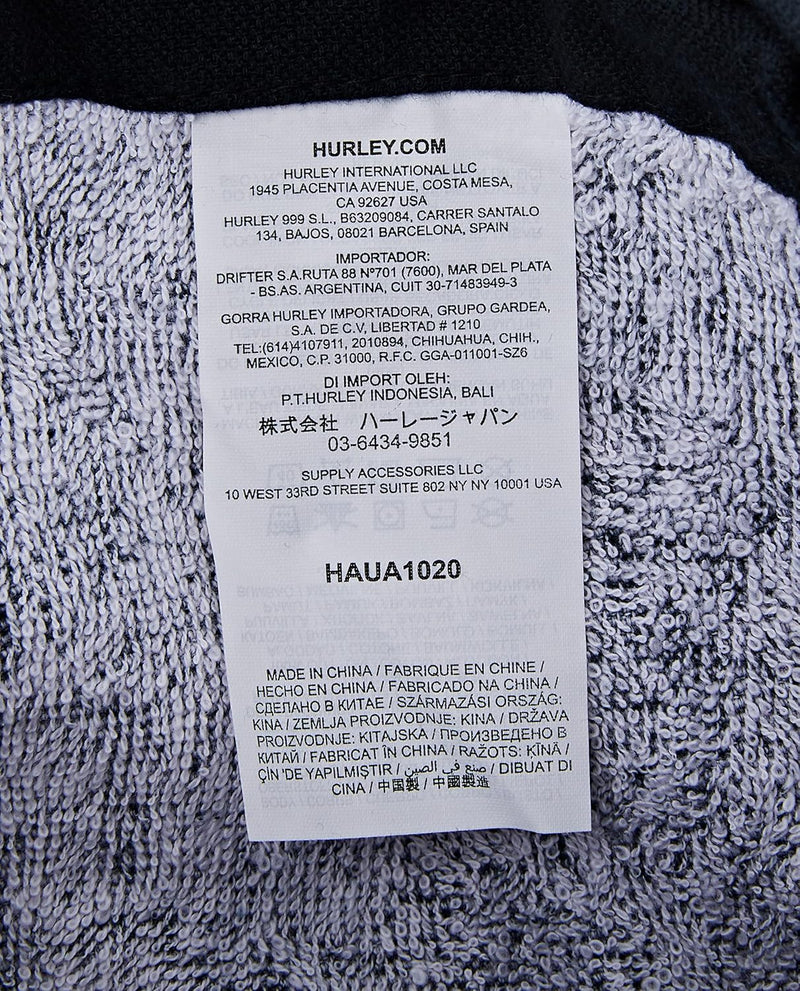 HURLEY.COM
HURLEY INTERNATIONAL LLC
1945 PLACENTIA AVENUE, COSTA MESA,
CA 92627 USA
HURLEY 999 S.L., B63209084, CARRER SANTALO
134, BAJOS, 08021 BARCELONA, SPAIN
IMPORTADOR:
DRIFTER S.A.RUTA 88 Nº701 (7600), MAR DEL PLATA
- BS.AS. ARGENTINA, CUIT 30-71483949-3
GORRA HURLEY IMPORTADORA, GRUPO GARDEA,
S.A. DE C.V, LIBERTAD # 1210
TEL:(614)4107911, 2010894, CHIHUAHUA, CHIH.,
MEXICO, C.P. 31000, R.F.C. GGA-011001-SZ6
DI IMPORT OLEH:
P.T.HURLEY INDONESIA, BALI
株式会社 ハーレージャパン
03-6434-9851
SUPPLY ACCESSORIES LLC
10 WEST 33RD STREET SUITE 802 NY NY 10001 USA
HAUA1020
MADE IN CHINA / FABRIQUE EN CHINE /
HECHO EN CHINA / FABRICADO NA CHINA /
СДЕЛАНО В КИТАЕ / SZÁRMAZÁSI ORSZÁG:
KINA / ZEMLJA PROIZVODNJE: KINA / DRŽAVA
PROIZVODNJE: KITAJSKA / ПРОИЗВЕДЕНО В
КИТАЙ / FABRICAT ÎN CHINA / RAŽOTS: ĶĪNĀ /
ÇİN 'DE YAPILMIŞTIR / صنع في الصين / DIBUAT DI
CINA / 中国製 / 中國製造